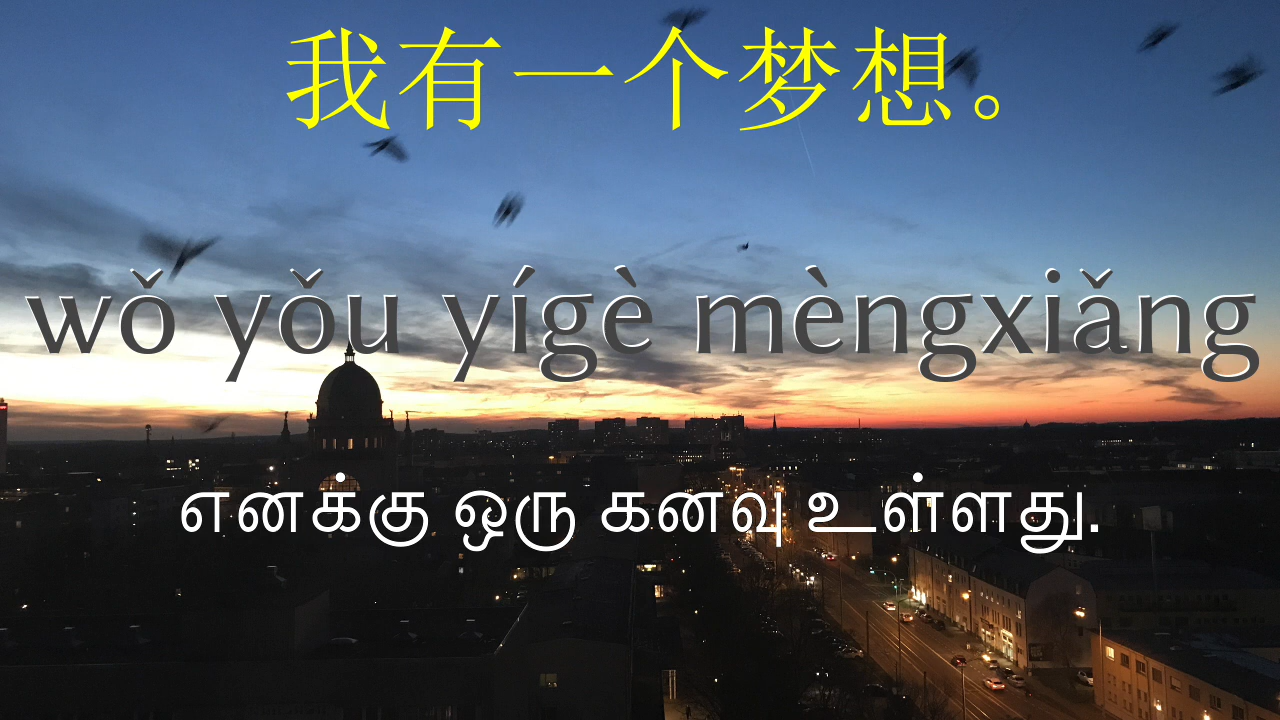 我有一个梦想。
wǒ yǒu yígè mèngxiǎng
எனக்கு ஒரு கனவு உள்ளது.